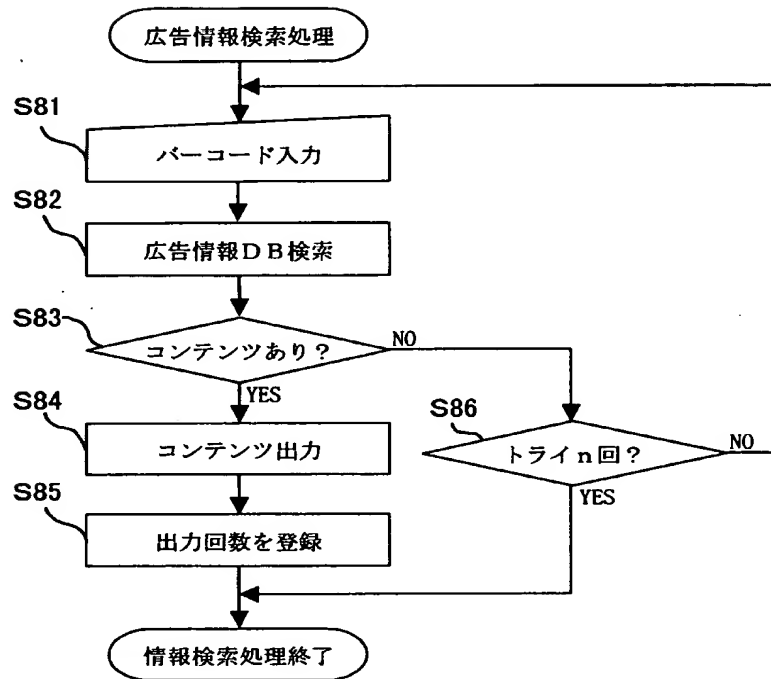 広告情報検索処理
S81
バーコード入力
S82
広告情報DB検索
S83
コンテンツあり?
NO
YES
S84
コンテンツ出力
S86
トライn回?
NO
YES
S85
出力回数を登録
情報検索処理終了